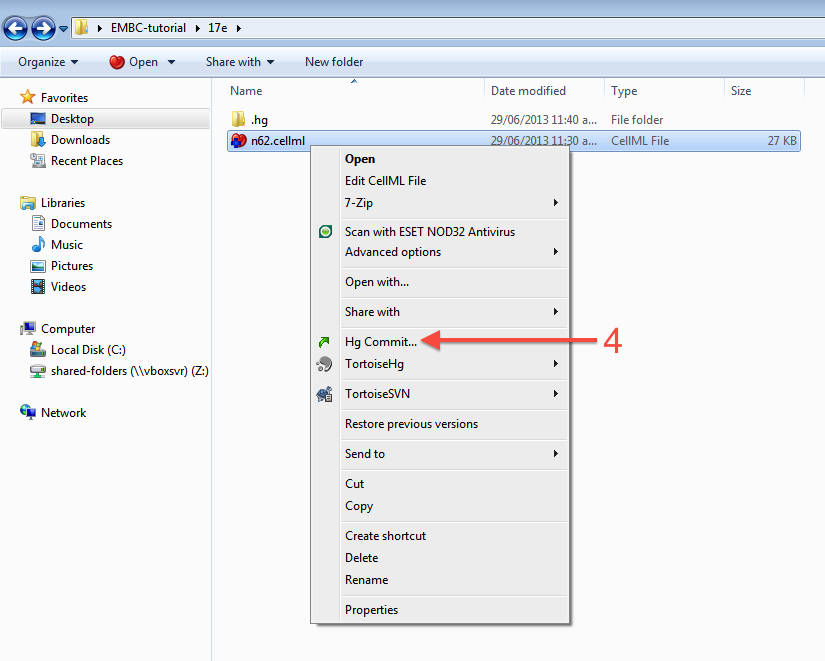 EMBC-tutorial 17e
Organize Open Share with New folder
Name Date modified Type Size
Favorites
Desktop
Downloads
Recent Places
Libraries
Documents
Music
Pictures
Videos
Computer
Local Disk (C:)
shared-folders (\\vboxsvr) (Z:)
Network
.hg 29/06/2013 11:40 a... File folder
n62.cellml 29/06/2013 11:30 a... CellML File 27 KB
Open
Edit CellML File
7-Zip
Scan with ESET NOD32 Antivirus
Advanced options
Open with...
Share with
Hg Commit... 4
TortoiseHg
TortoiseSVN
Restore previous versions
Send to
Cut
Copy
Create shortcut
Delete
Rename
Properties